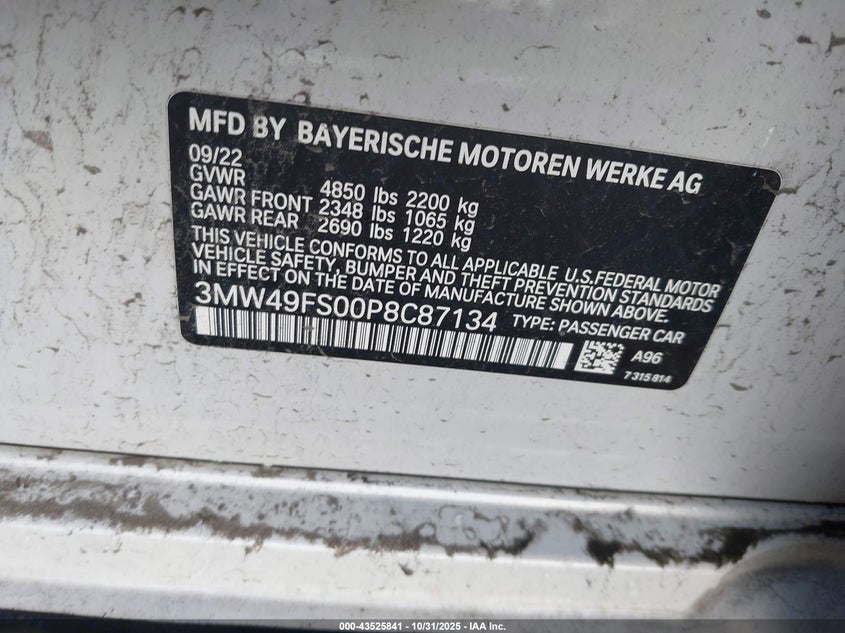 MFD BY BAYERISCHE MOTOREN WERKE AG
09/22
GVWR 4850 lbs 2200 kg
GAWR FRONT 2348 lbs 1065 kg
GAWR REAR 2690 lbs 1220 kg
THIS VEHICLE CONFORMS TO ALL APPLICABLE U.S.FEDERAL MOTOR
VEHICLE SAFETY, BUMPER AND THEFT PREVENTION STANDARDS
IN EFFECT ON THE DATE OF MANUFACTURE SHOWN ABOVE.
3MW49FS00P8C87134 TYPE: PASSENGER CAR
A96
7 315 814
000-43525841 - 10/31/2025 - IAA Inc.